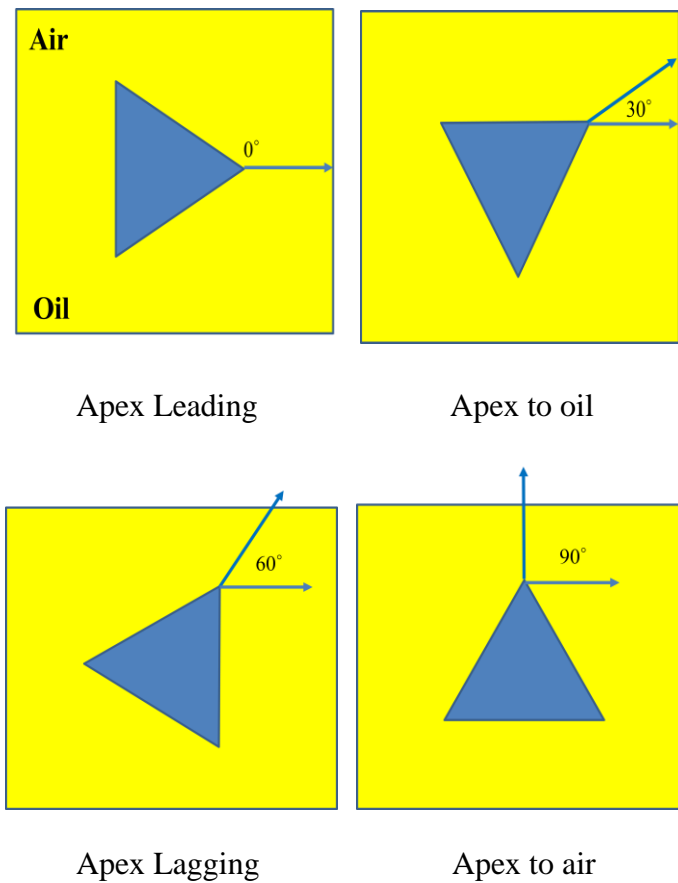 Air
0°
30°
Oil
Apex Leading
Apex to oil
60°
90°
Apex Lagging
Apex to air